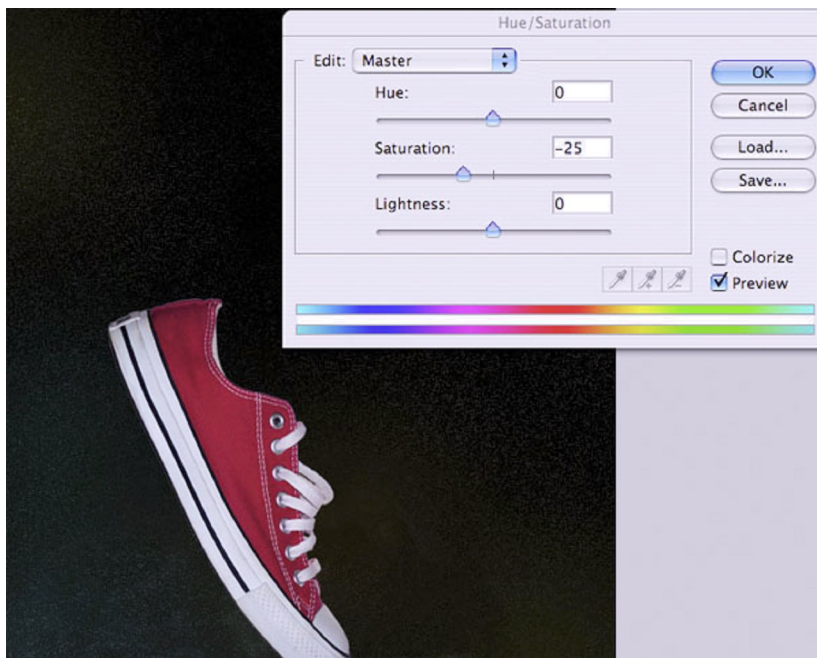 Hue/Saturation
Edit: Master
OK
Hue: 0
Cancel
Saturation: -25
Load...
Save...
Lightness: 0
Colorize
Preview